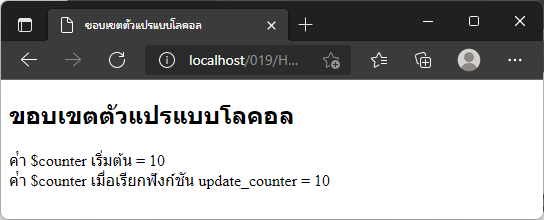 ขอบเขตตัวแปรแบบโลคอล
localhost/019/H...
ขอบเขตตัวแปรแบบโลคอล
ค่า $counter เริ่มต้น = 10
ค่า $counter เมื่อเรียกฟังก์ชัน update_counter = 10